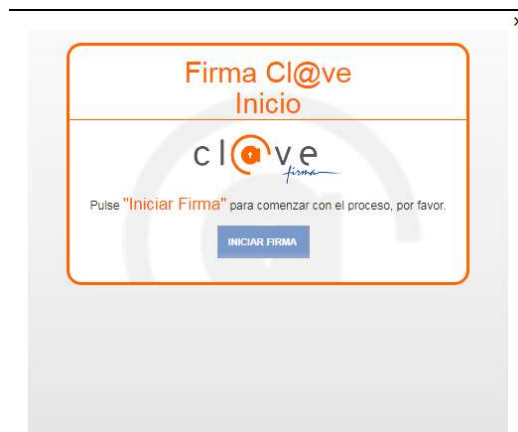 x
Firma Cl@ve
Inicio
cl@ve
firma
Pulse "Iniciar Firma" para comenzar con el proceso, por favor.
INICIAR FIRMA